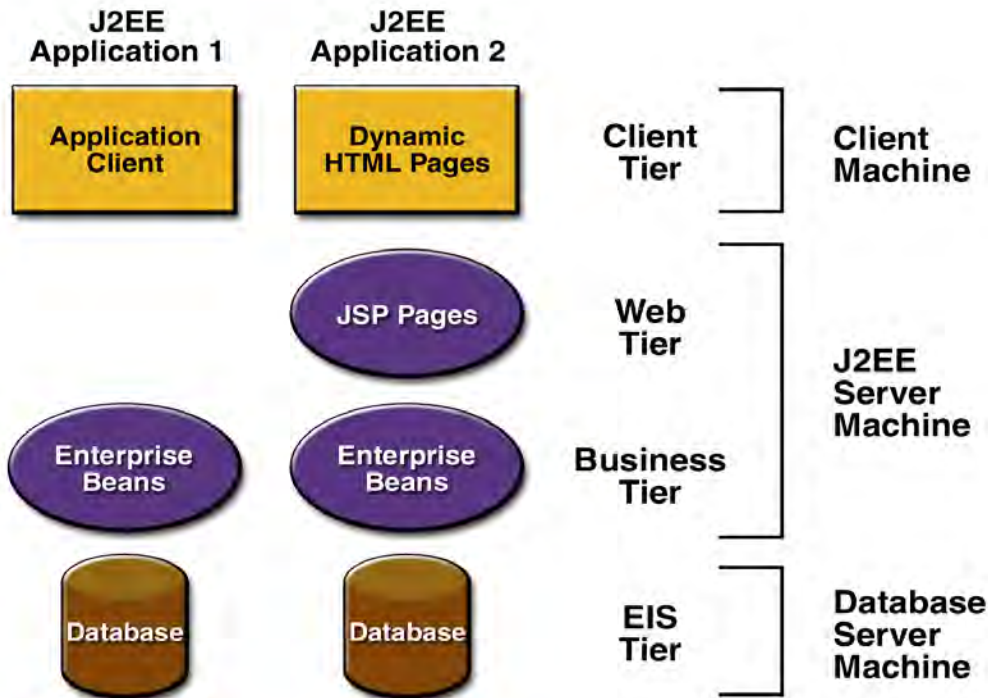 J2EE
Application 1
J2EE
Application 2
Application
Client
Dynamic
HTML Pages
Client
Tier
Client
Machine
JSP Pages
Web
Tier
J2EE
Server
Machine
Enterprise
Beans
Enterprise
Beans
Business
Tier
Database
Database
EIS
Tier
Database
Server
Machine